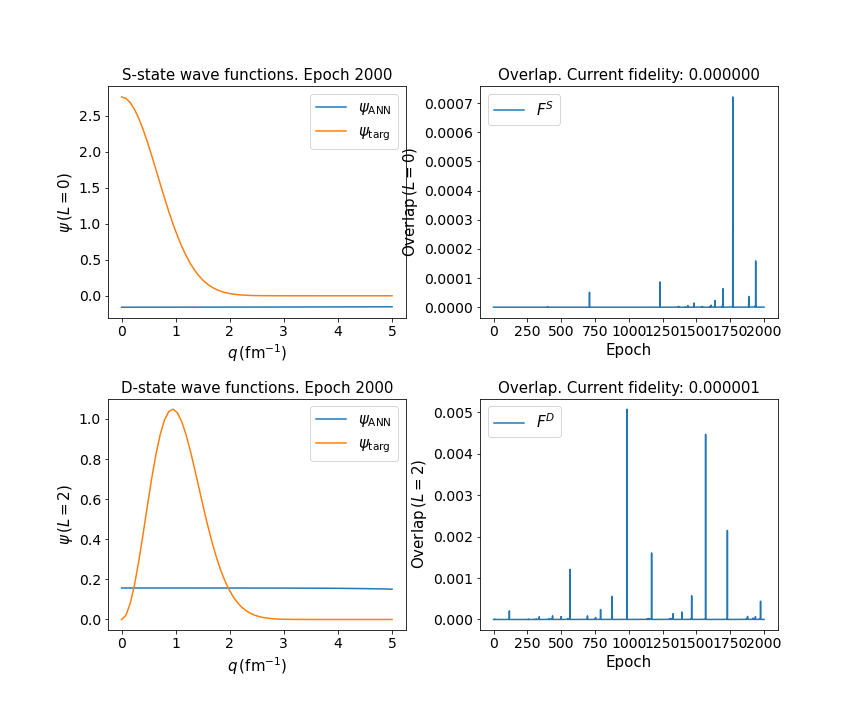 S-state wave functions. Epoch 2000
ψ(L = 0)
2.5
2.0
1.5
1.0
0.5
0.0
ψANN
ψtarg
0 1 2 3 4 5
q (fm⁻¹)
Overlap. Current fidelity: 0.000000
Overlap (L = 0)
0.0007
0.0006
0.0005
0.0004
0.0003
0.0002
0.0001
0.0000
F^S
0 250 500 750 1000 1250 1500 1750 2000
Epoch
D-state wave functions. Epoch 2000
ψ(L = 2)
1.0
0.8
0.6
0.4
0.2
0.0
ψANN
ψtarg
0 1 2 3 4 5
q (fm⁻¹)
Overlap. Current fidelity: 0.000001
Overlap (L = 2)
0.005
0.004
0.003
0.002
0.001
0.000
F^D
0 250 500 750 1000 1250 1500 1750 2000
Epoch